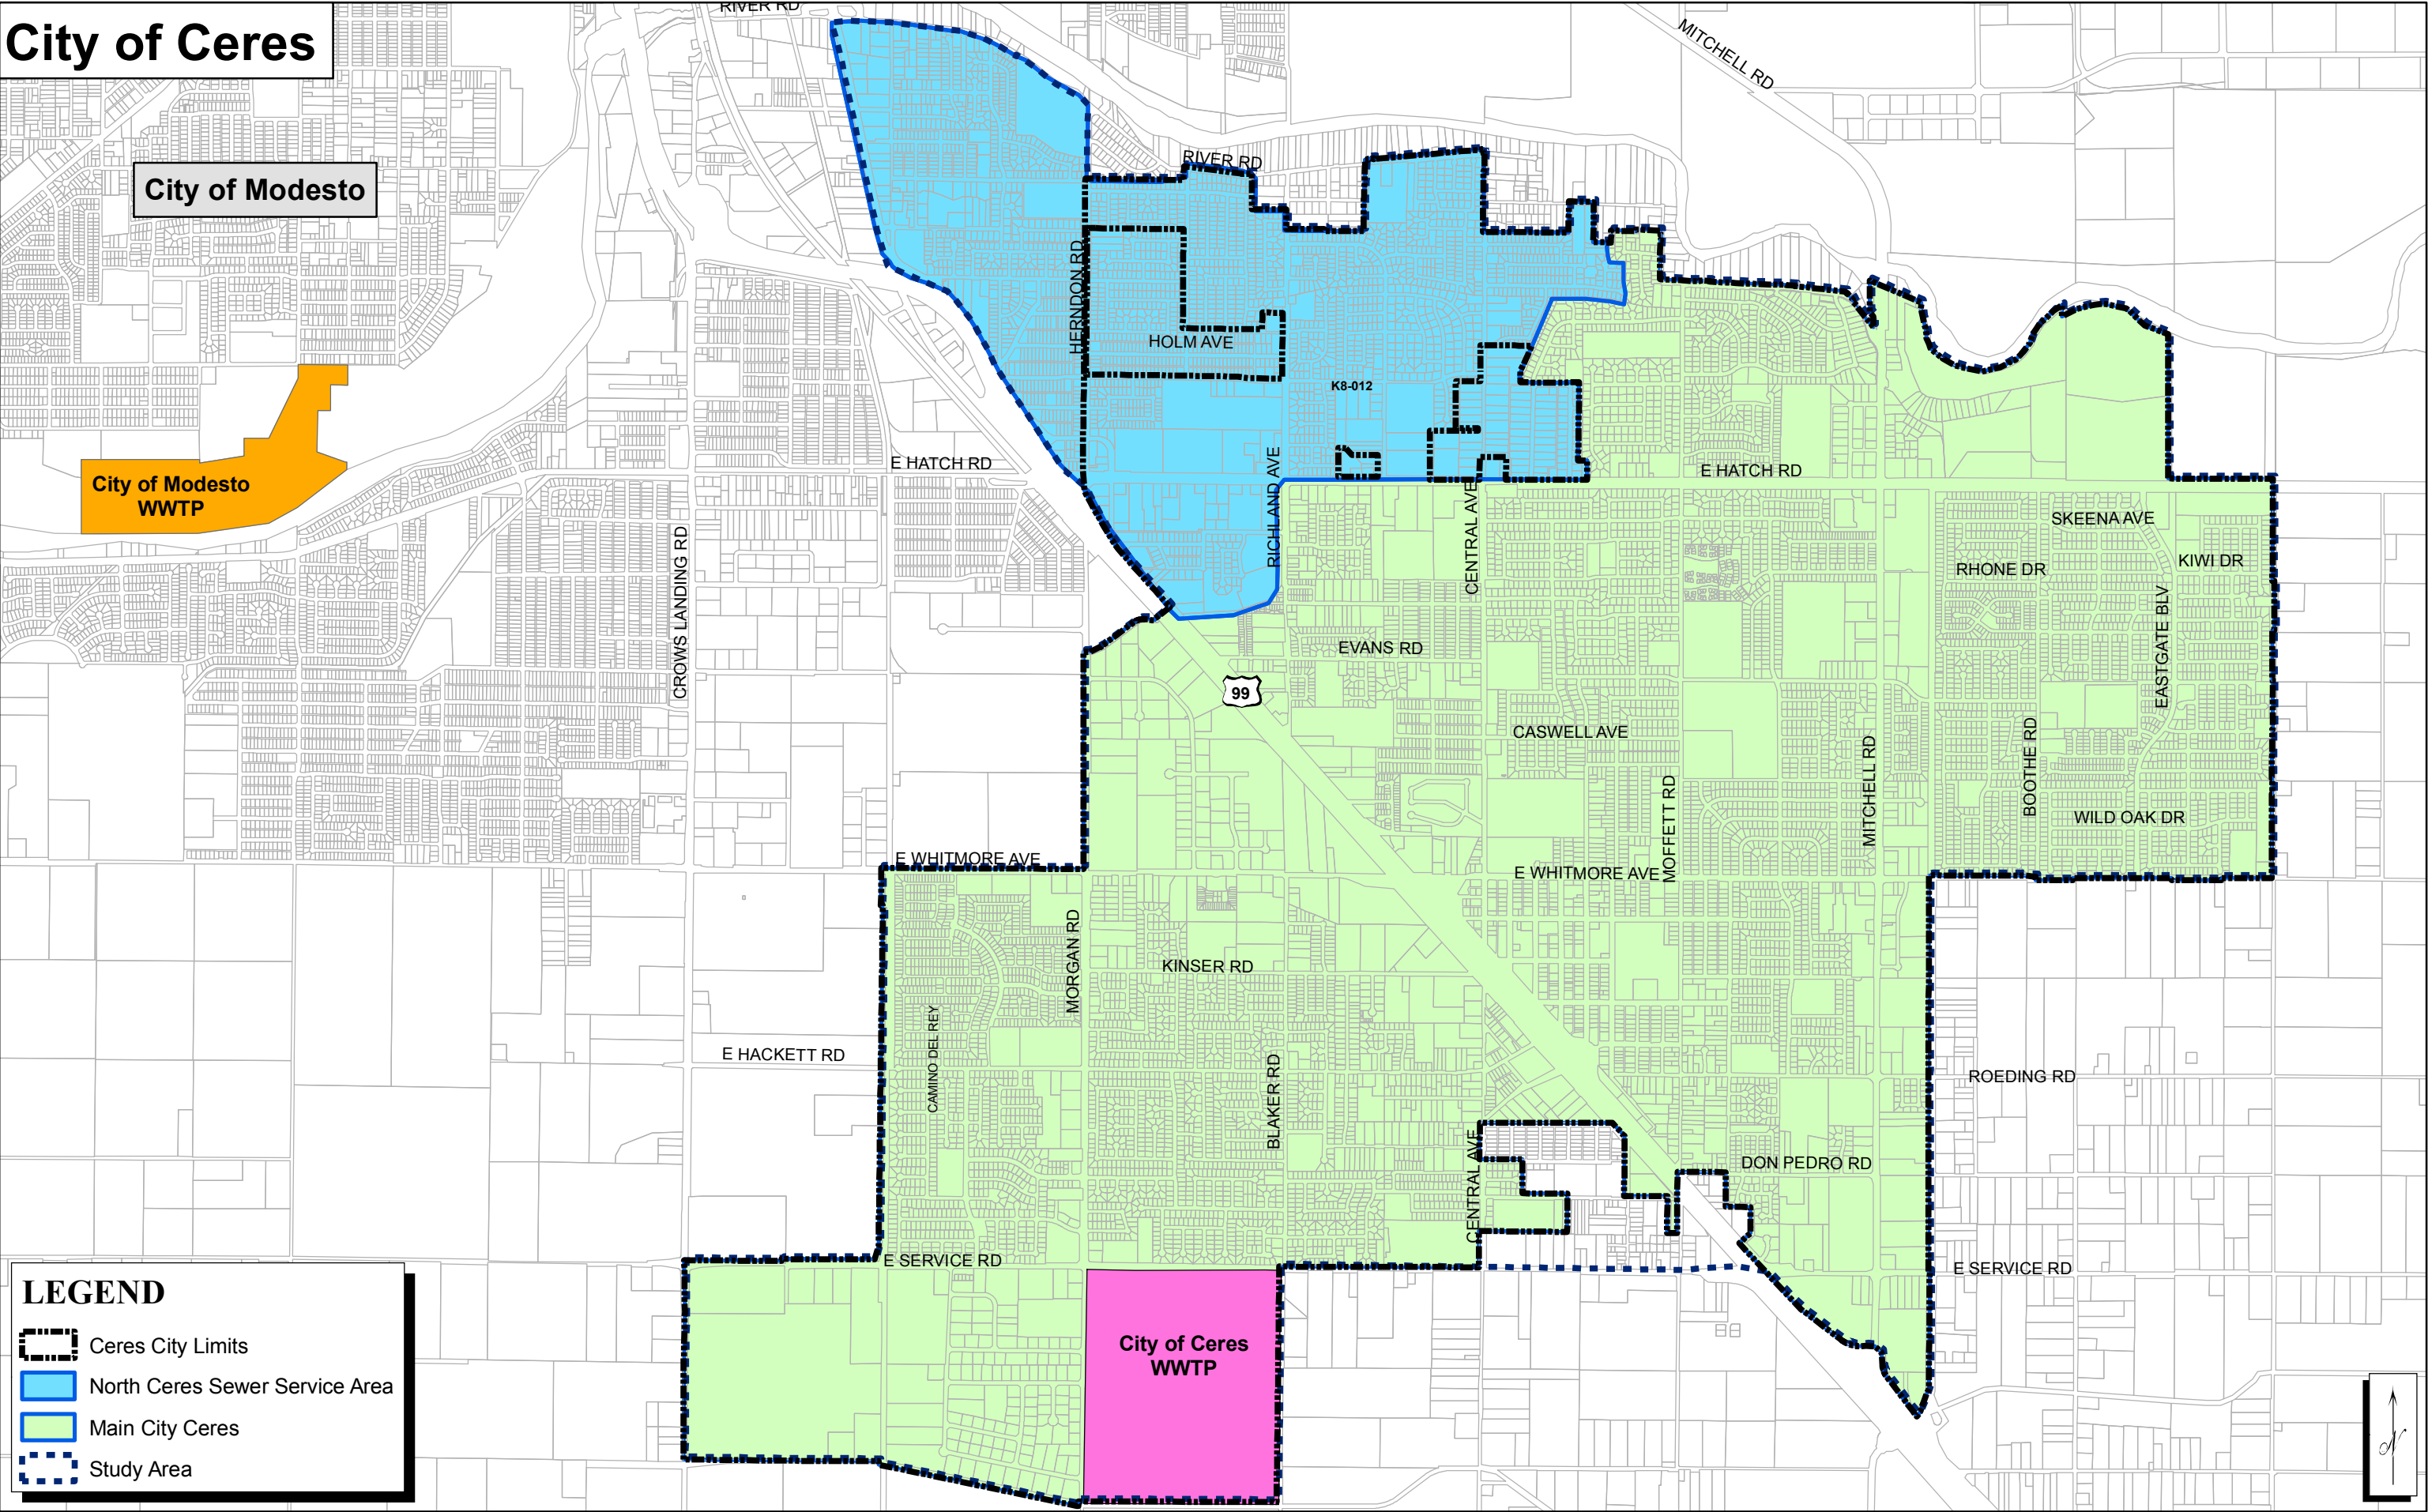 City of Ceres
RIVER RD
MITCHELL RD
City of Modesto
RIVER RD
HERNDON RD
HOLM AVE
K8-012
E HATCH RD
RICHLAND AVE
E HATCH RD
City of Modesto
WWTP
CENTRAL AVE
SKEENA AVE
KIWI DR
RHONE DR
CROWS LANDING RD
EVANS RD
EASTGATE BLV
99
CASWELL AVE
BOOTHE RD
MITCHELL RD
MOFFETT RD
WILD OAK DR
E WHITMORE AVE
E WHITMORE AVE
MORGAN RD
KINSER RD
CAMINO DEL REY
E HACKETT RD
BLAKER RD
ROEDING RD
CENTRAL AVE
DON PEDRO RD
E SERVICE RD
E SERVICE RD
City of Ceres
WWTP
LEGEND
Ceres City Limits
North Ceres Sewer Service Area
Main City Ceres
Study Area
N